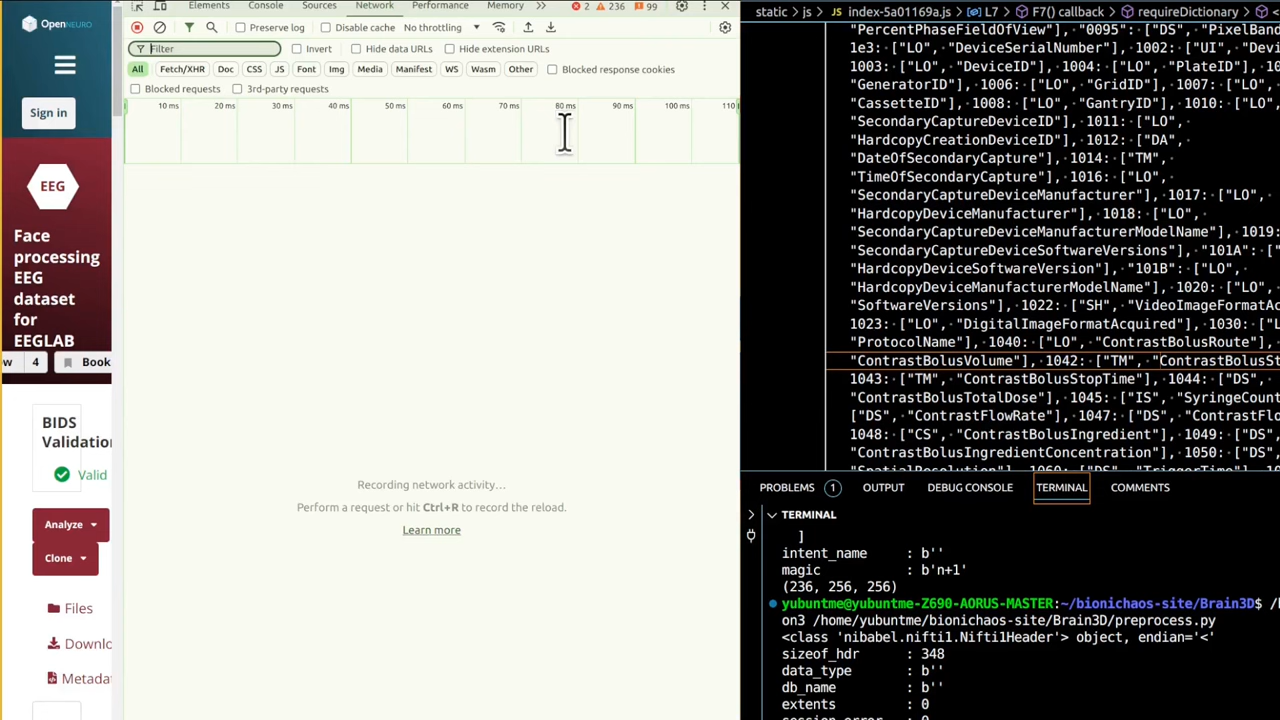 OpenNEURO
Sign in
EEG
Face
processing
EEG
dataset
for
EEGLAB
4
Book
BIDS
Validation
Valid
Analyze
Clone
Files
Metadat
Elements
Console
Sources
Network
Performance
Memory
»
2
236
99
Preserve log
Disable cache
No throttling
Filter
Invert
Hide data URLs
Hide extension URLs
All
Fetch/XHR
Doc
CSS
JS
Font
Img
Media
Manifest
WS
Wasm
Other
Blocked response cookies
Blocked requests
3rd-party requests
10 ms
20 ms
30 ms
40 ms
50 ms
60 ms
70 ms
80 ms
90 ms
100 ms
110
Recording network activity…
Perform a request or hit Ctrl+R to record the reload.
Learn more
static > js > JS index-5a01169a.js > L7 > F7() callback > requireDictionary >
"PercentPhaseFieldOfView"], "0095": ["DS", "PixelBand
1e3: ["LO", "DeviceSerialNumber"], 1002: ["UI", "Devi
1003: ["LO", "DeviceID"], 1004: ["LO", "PlateID"],
"GeneratorID"], 1006: ["LO", "GridID"], 1007: ["LO",
"CassetteID"], 1008: ["LO", "GantryID"], 1010: ["LO",
"SecondaryCaptureDeviceID"], 1011: ["LO",
"HardcopyCreationDeviceID"], 1012: ["DA",
"DateOfSecondaryCapture"], 1014: ["TM",
"TimeOfSecondaryCapture"], 1016: ["LO",
"SecondaryCaptureDeviceManufacturer"], 1017: ["LO",
"HardcopyDeviceManufacturer"], 1018: ["LO",
"SecondaryCaptureDeviceManufacturerModelName"], 1019:
"SecondaryCaptureDeviceSoftwareVersions"], "101A": ["LO",
"HardcopyDeviceSoftwareVersion"], "101B": ["LO",
"HardcopyDeviceManufacturerModelName"], 1020: ["LO",
"SoftwareVersions"], 1022: ["SH", "VideoImageFormatAc
1023: ["LO", "DigitalImageFormatAcquired"], 1030: ["L
"ProtocolName"], 1040: ["LO", "ContrastBolusRoute"],
"ContrastBolusVolume"], 1042: ["TM", "ContrastBolusSt
1043: ["TM", "ContrastBolusStopTime"], 1044: ["DS",
"ContrastBolusTotalDose"], 1045: ["IS", "SyringeCount
["DS", "ContrastFlowRate"], 1047: ["DS", "ContrastFlo
1048: ["CS", "ContrastBolusIngredient"], 1049: ["DS",
"ContrastBolusIngredientConcentration"], 1050: ["DS",
"SpatialResolution"], 1060: ["DS", "TriggerTime"],
PROBLEMS
1
OUTPUT
DEBUG CONSOLE
TERMINAL
COMMENTS
TERMINAL
]
intent_name : b''
magic : b'n+1'
(236, 256, 256)
yubuntme@yubuntme-Z690-AORUS-MASTER:~/bionichaos-site/Brain3D$ /
on3 /home/yubuntme/bionichaos-site/Brain3D/preprocess.py
<class 'nibabel.nifti1.Nifti1Header'> object, endian='<'
sizeof_hdr : 348
data_type : b''
db_name : b''
extents : 0
session_error : 0